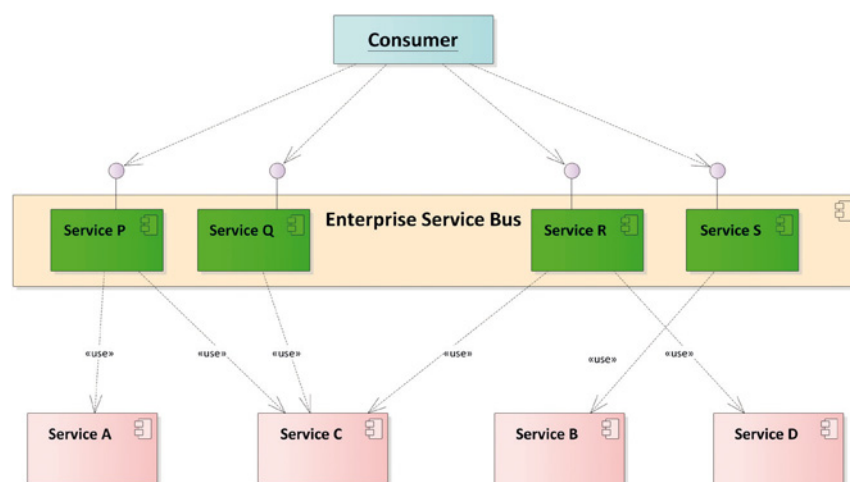 Consumer
Service P
Service Q
Enterprise Service Bus
Service R
Service S
«use»
«use»
«use»
«use»
«use»
«use»
Service A
Service C
Service B
Service D